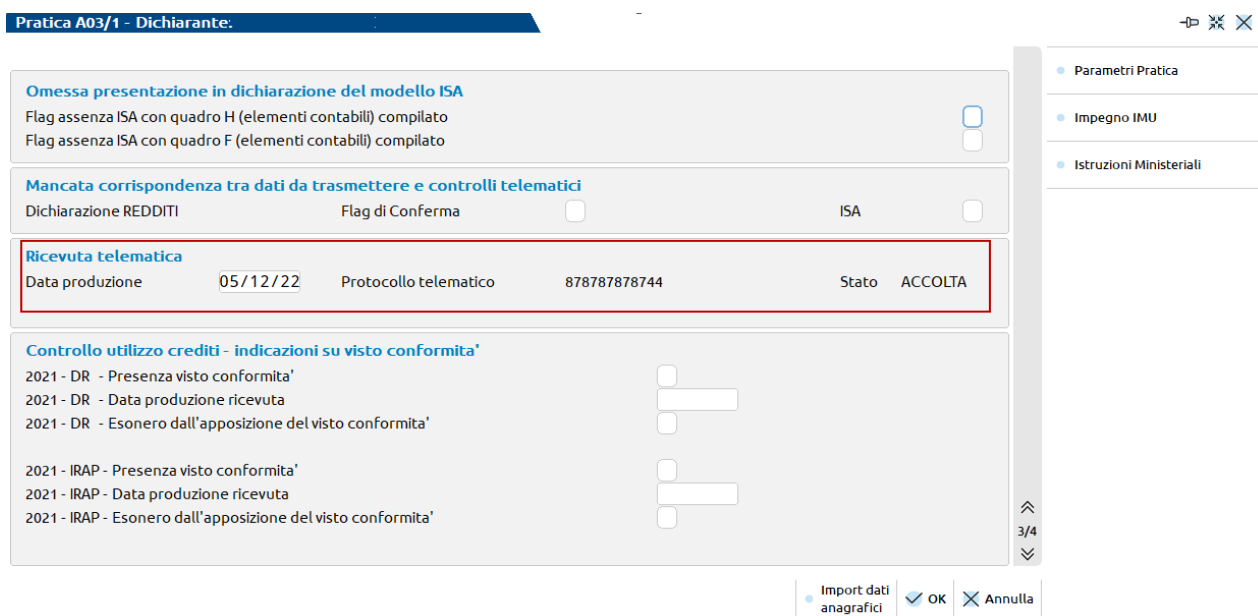 Pratica A03/1 - Dichiarante:
Parametri Pratica
Impegno IMU
Istruzioni Ministeriali
Omessa presentazione in dichiarazione del modello ISA
Flag assenza ISA con quadro H (elementi contabili) compilato
Flag assenza ISA con quadro F (elementi contabili) compilato
Mancata corrispondenza tra dati da trasmettere e controlli telematici
Dichiarazione REDDITI Flag di Conferma ISA
Ricevuta telematica
Data produzione 05/12/22 Protocollo telematico 878787878744 Stato ACCOLTA
Controllo utilizzo crediti - indicazioni su visto conformita'
2021 - DR - Presenza visto conformita'
2021 - DR - Data produzione ricevuta
2021 - DR - Esonero dall'apposizione del visto conformita'
2021 - IRAP - Presenza visto conformita'
2021 - IRAP - Data produzione ricevuta
2021 - IRAP - Esonero dall'apposizione del visto conformita'
3/4
Import dati
anagrafici
OK
Annulla